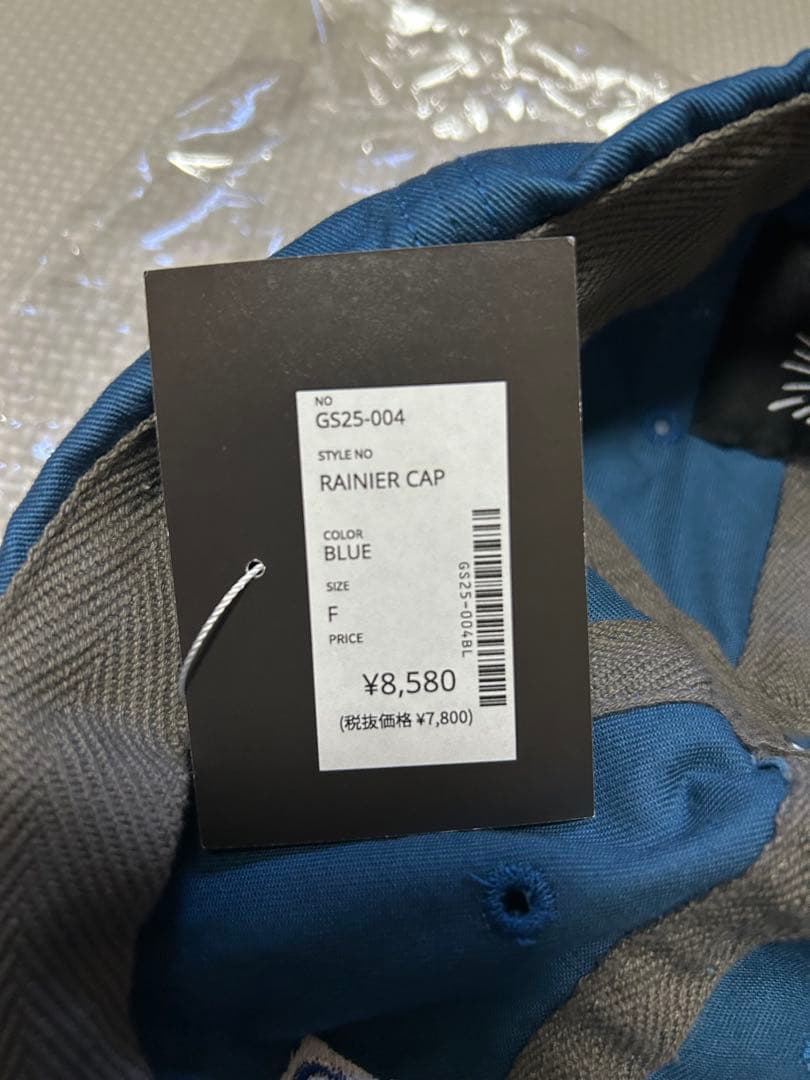 NO
GS25-004
STYLE NO
RAINIER CAP
COLOR
BLUE
SIZE
F
PRICE
¥8,580
(税抜価格 ¥7,800)
GS25-004BL